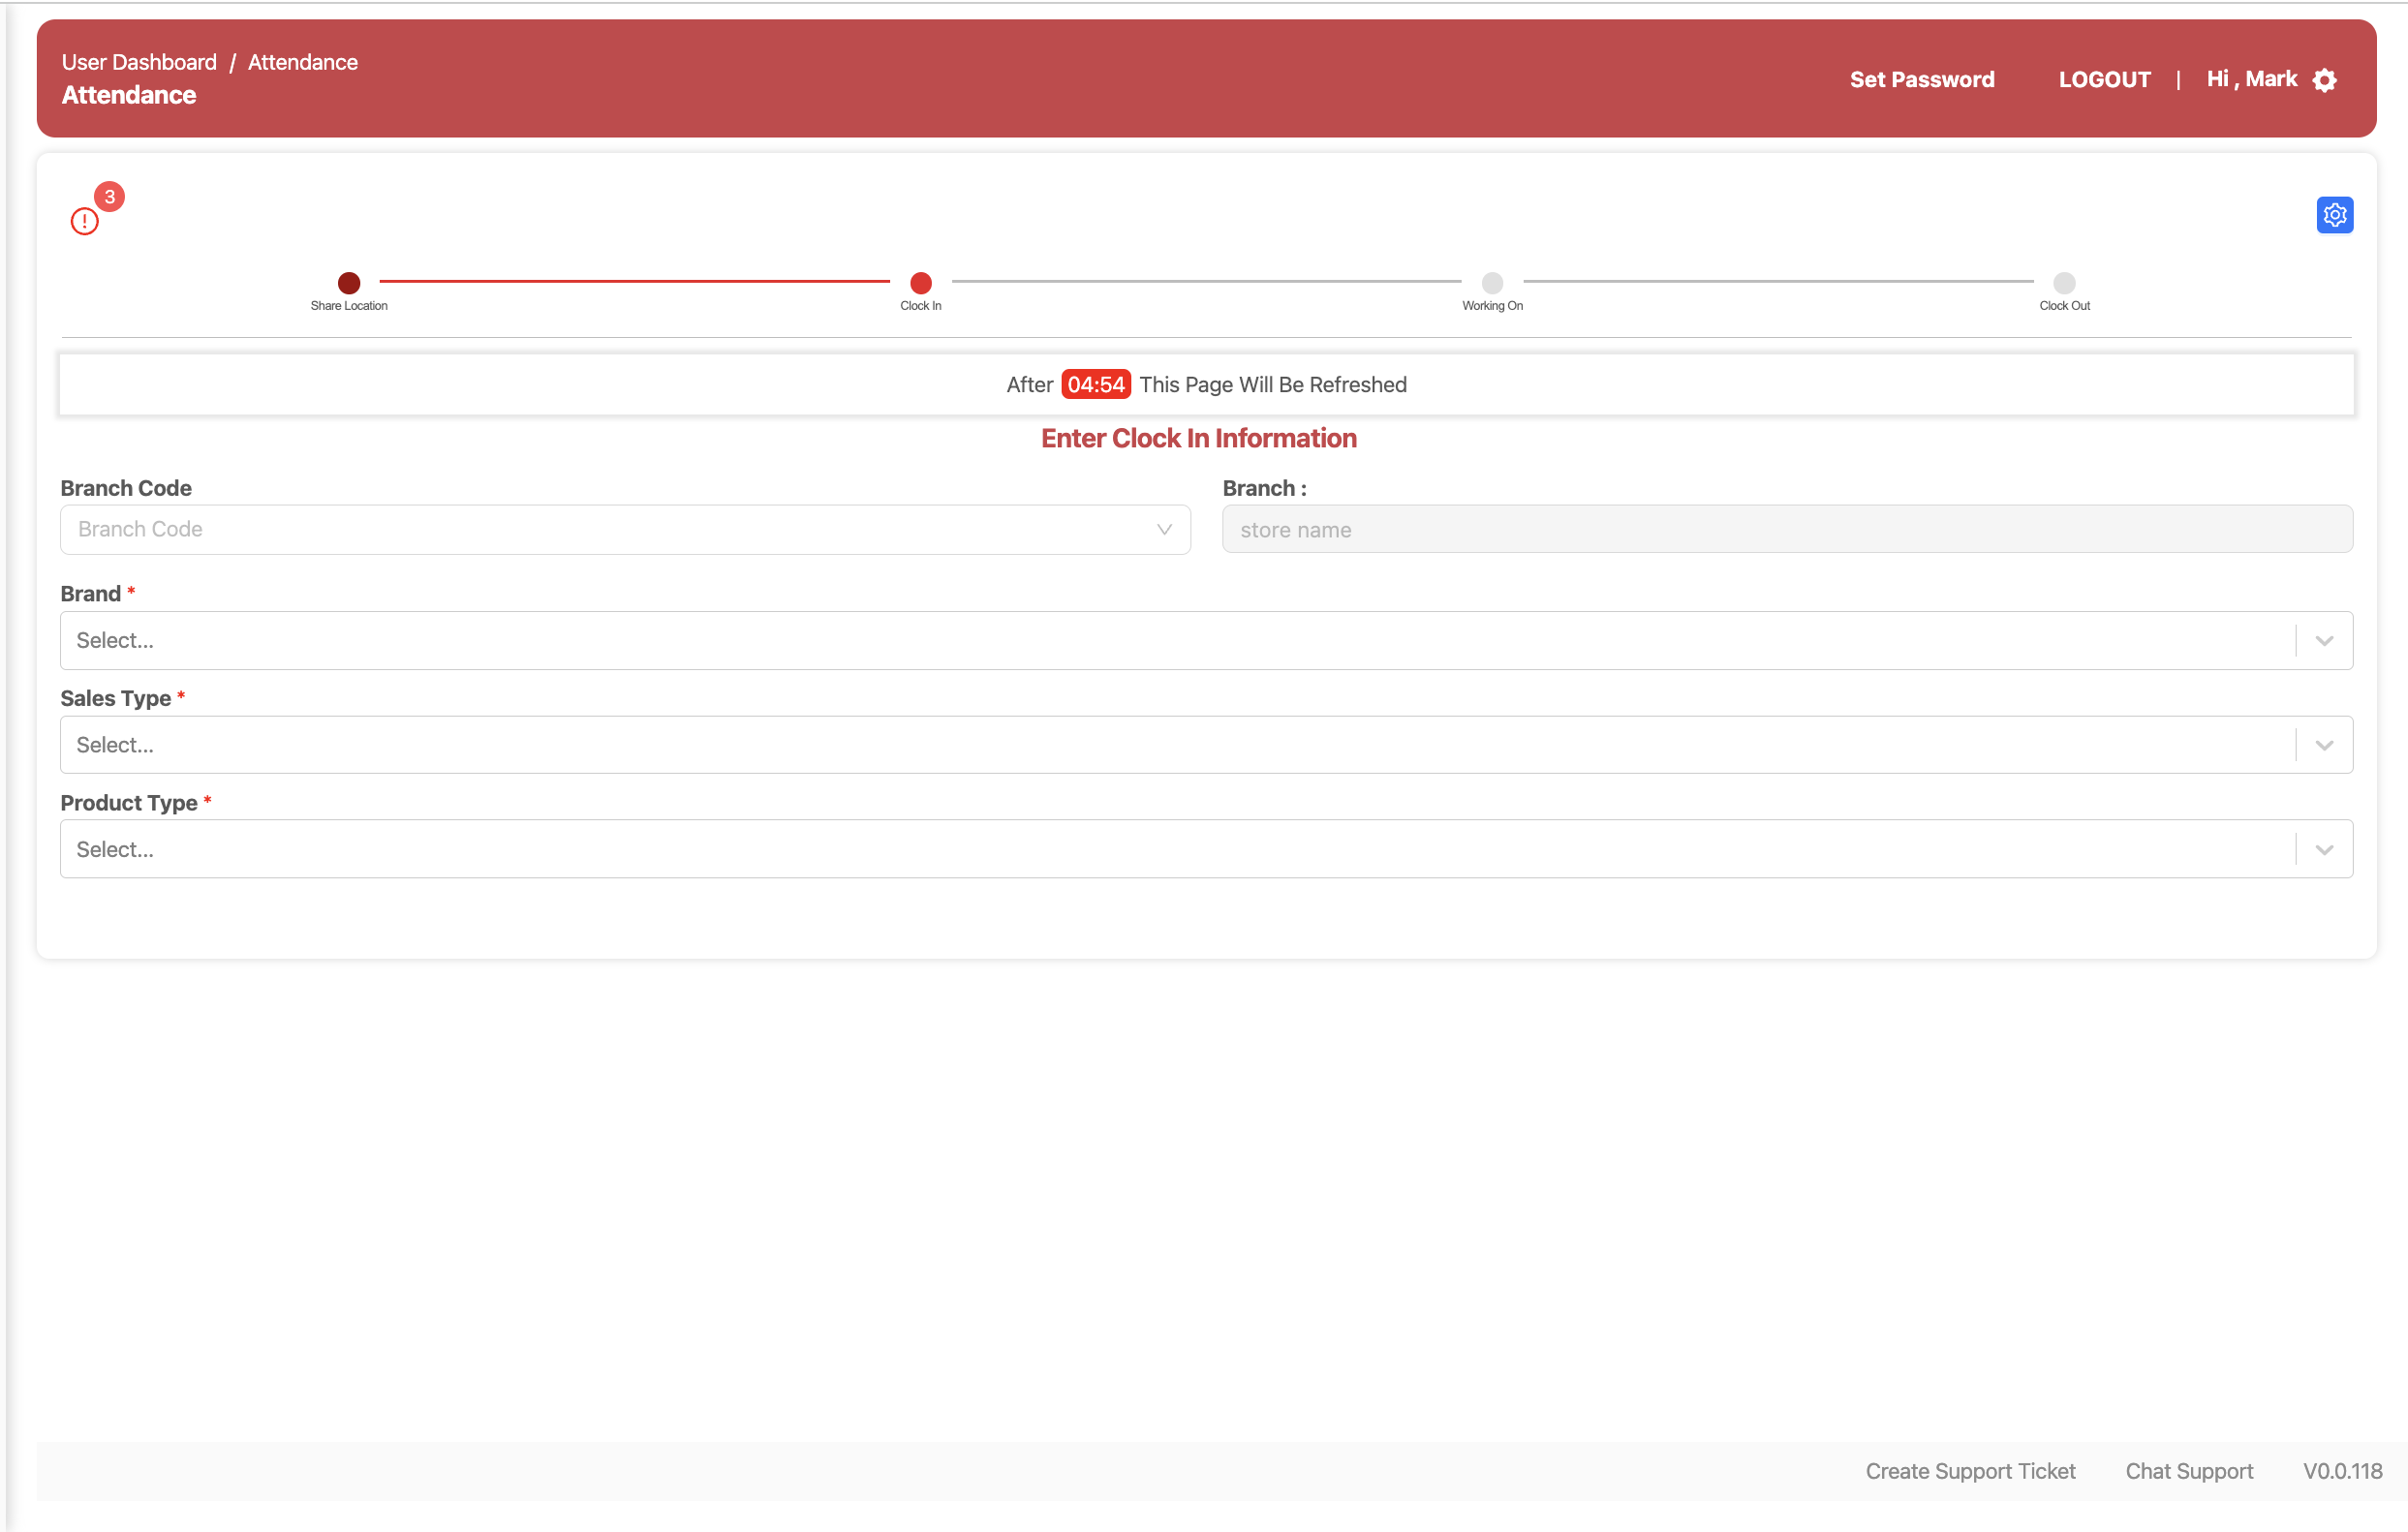 User Dashboard / Attendance
Attendance
Set Password LOGOUT | Hi , Mark
3
Share Location Clock In Working On Clock Out
After 04:54 This Page Will Be Refreshed
Enter Clock In Information
Branch Code Branch :
Branch Code store name
Brand *
Select...
Sales Type *
Select...
Product Type *
Select...
Create Support Ticket Chat Support V0.0.118